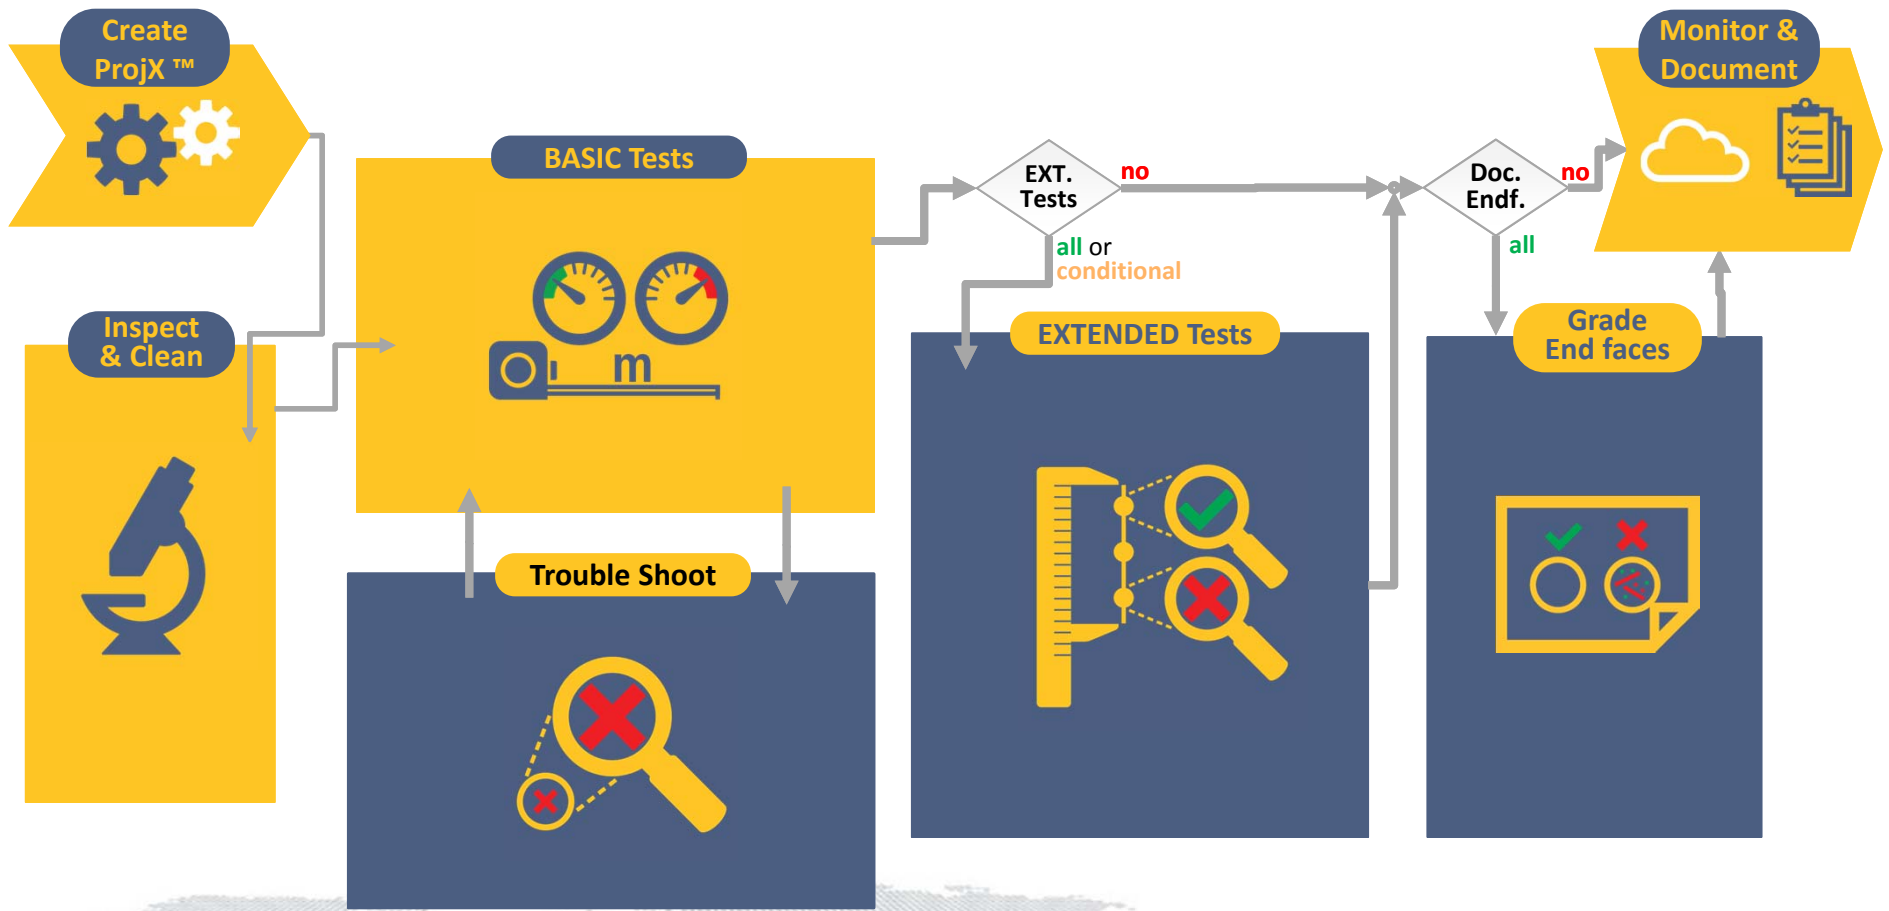 Create
ProjX ™
Inspect
& Clean
BASIC Tests
m
Trouble Shoot
EXT.
Tests
no
all or
conditional
EXTENDED Tests
Doc.
Endf.
no
all
Grade
End faces
Monitor &
Document